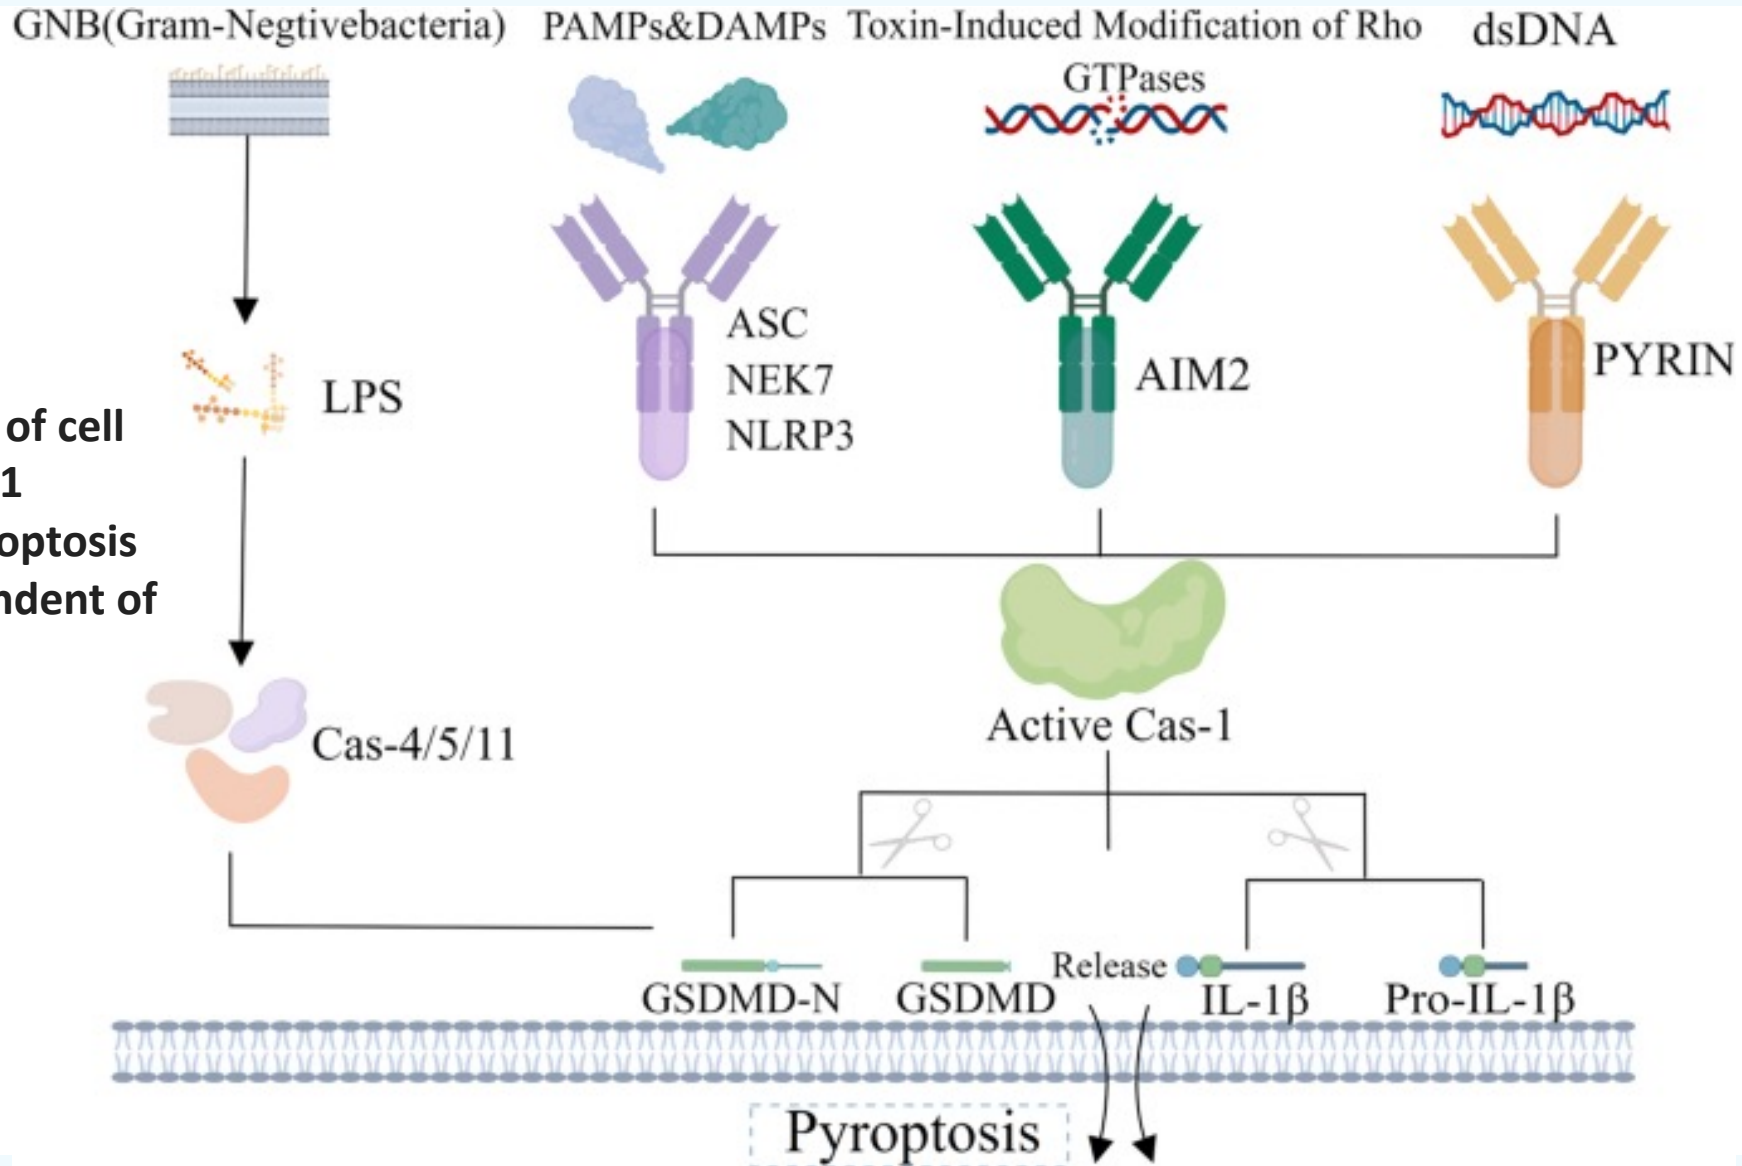 GNB(Gram-Negtivebacteria)
PAMPs&DAMPs
Toxin-Induced Modification of Rho
GTPases
dsDNA
ASC
NEK7
NLRP3
AIM2
PYRIN
LPS
of cell
1
optosis
ndent of
Cas-4/5/11
Active Cas-1
GSDMD-N
GSDMD
Release
IL-1β
Pro-IL-1β
Pyroptosis